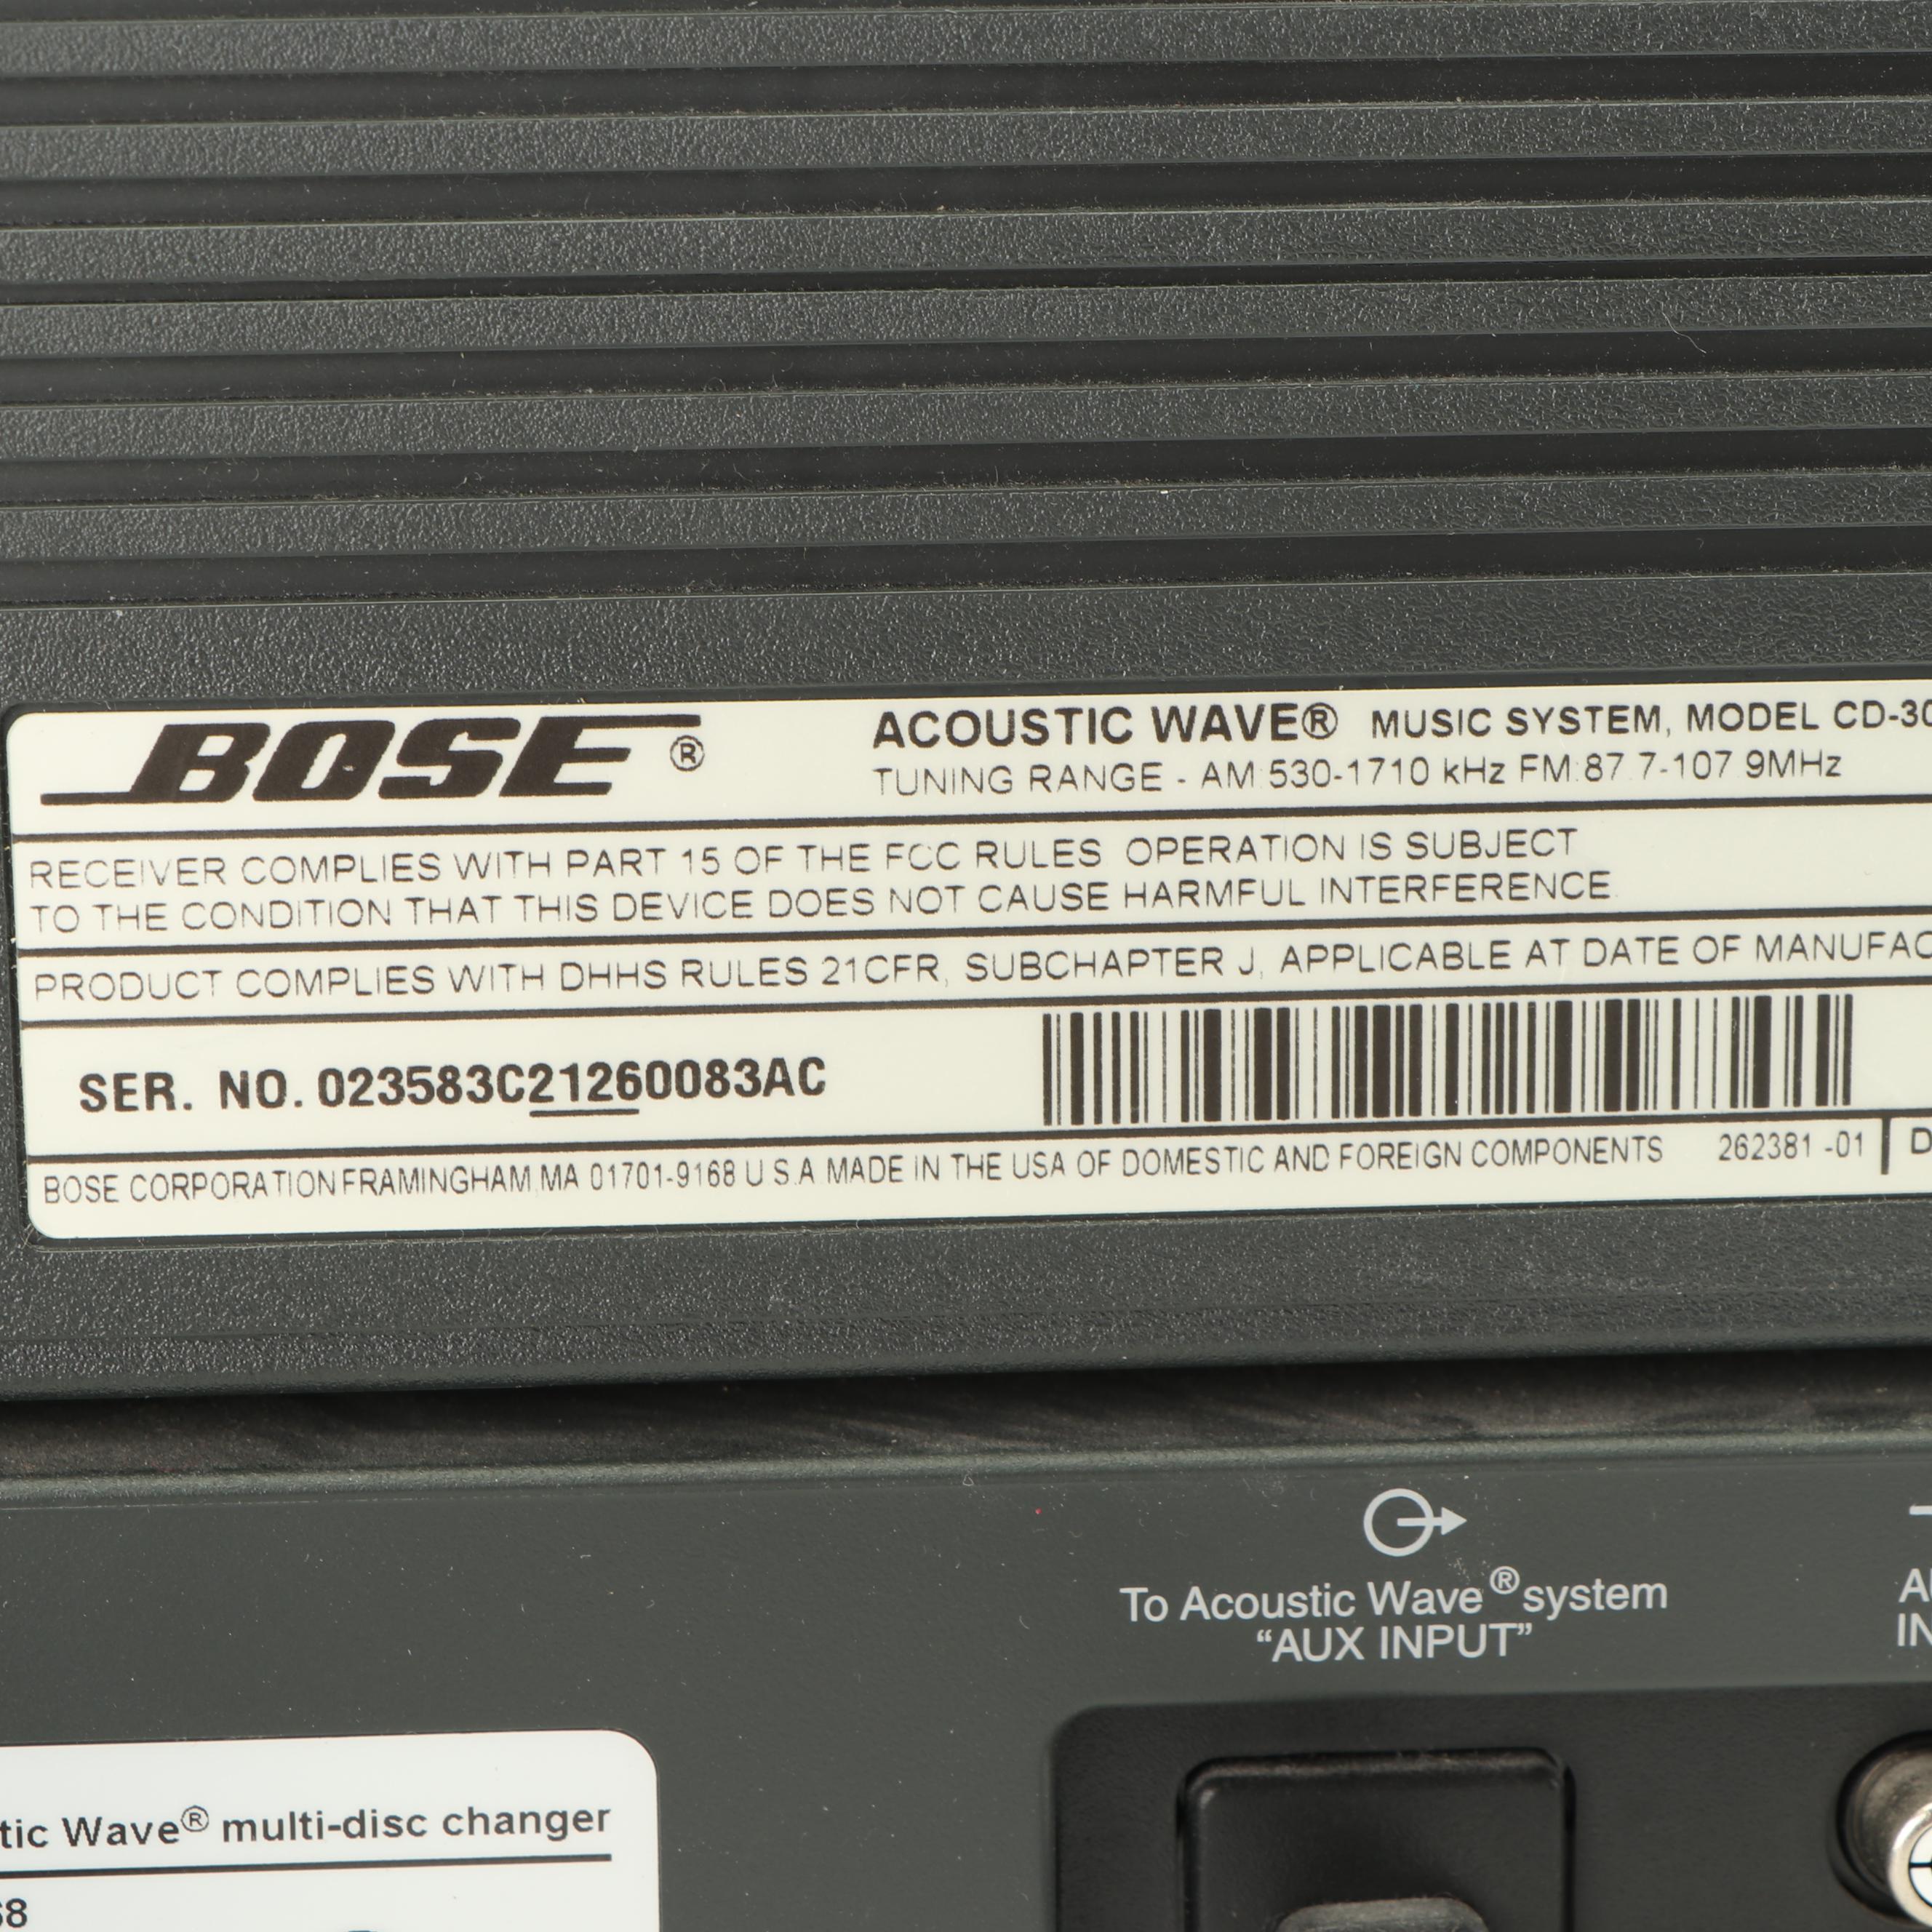 BOSE®
ACOUSTIC WAVE® MUSIC SYSTEM, MODEL CD-30
TUNING RANGE - AM:530-1710 kHz FM:87.7-107.9MHz
RECEIVER COMPLIES WITH PART 15 OF THE FCC RULES. OPERATION IS SUBJECT
TO THE CONDITION THAT THIS DEVICE DOES NOT CAUSE HARMFUL INTERFERENCE.
PRODUCT COMPLIES WITH DHHS RULES 21CFR, SUBCHAPTER J, APPLICABLE AT DATE OF MANUFAC
SER. NO. 023583C21260083AC
BOSE CORPORATION FRAMINGHAM,MA 01701-9168 U.S.A MADE IN THE USA OF DOMESTIC AND FOREIGN COMPONENTS 262381 -01 D
To Acoustic Wave® system
"AUX INPUT"
tic Wave® multi-disc changer
68